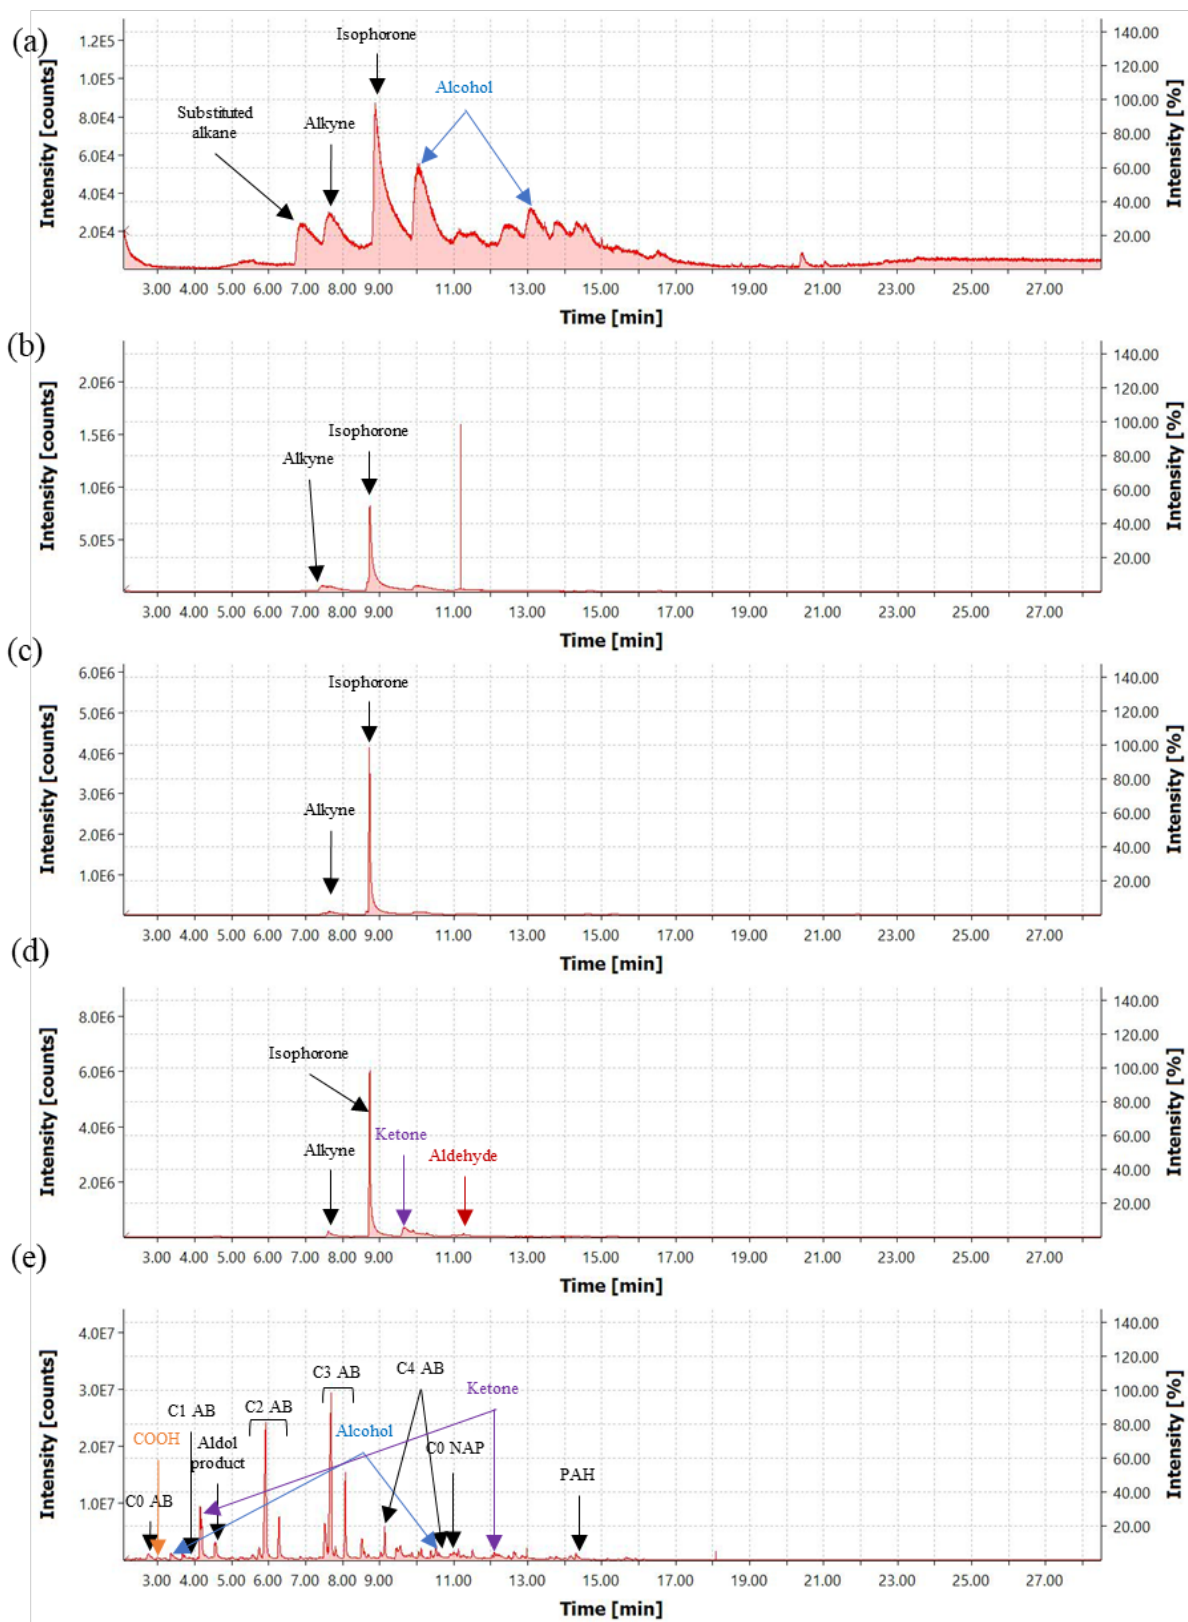 (a)
Intensity [counts]
1.2E5
1.0E5
8.0E4
6.0E4
4.0E4
2.0E4
Substituted
alkane
Alkyne
Isophorone
Alcohol
140.00
120.00
100.00
80.00
60.00
40.00
20.00
Intensity [%]
3.00 4.00 5.00 6.00 7.00 8.00 9.00 11.00 13.00 15.00 17.00 19.00 21.00 23.00 25.00 27.00
Time [min]
(b)
Intensity [counts]
2.0E6
1.5E6
1.0E6
5.0E5
Alkyne
Isophorone
140.00
120.00
100.00
80.00
60.00
40.00
20.00
Intensity [%]
3.00 4.00 5.00 6.00 7.00 8.00 9.00 11.00 13.00 15.00 17.00 19.00 21.00 23.00 25.00 27.00
Time [min]
(c)
Intensity [counts]
6.0E6
5.0E6
4.0E6
3.0E6
2.0E6
1.0E6
Isophorone
Alkyne
140.00
120.00
100.00
80.00
60.00
40.00
20.00
Intensity [%]
3.00 4.00 5.00 6.00 7.00 8.00 9.00 11.00 13.00 15.00 17.00 19.00 21.00 23.00 25.00 27.00
Time [min]
(d)
Intensity [counts]
8.0E6
6.0E6
4.0E6
2.0E6
Isophorone
Alkyne
Ketone
Aldehyde
140.00
120.00
100.00
80.00
60.00
40.00
20.00
Intensity [%]
3.00 4.00 5.00 6.00 7.00 8.00 9.00 11.00 13.00 15.00 17.00 19.00 21.00 23.00 25.00 27.00
Time [min]
(e)
Intensity [counts]
4.0E7
3.0E7
2.0E7
1.0E7
C0 AB
COOH
C1 AB
Aldol
product
C2 AB
C3 AB
Alcohol
C4 AB
C0 NAP
Ketone
PAH
140.00
120.00
100.00
80.00
60.00
40.00
20.00
Intensity [%]
3.00 4.00 5.00 6.00 7.00 8.00 9.00 11.00 13.00 15.00 17.00 19.00 21.00 23.00 25.00 27.00
Time [min]